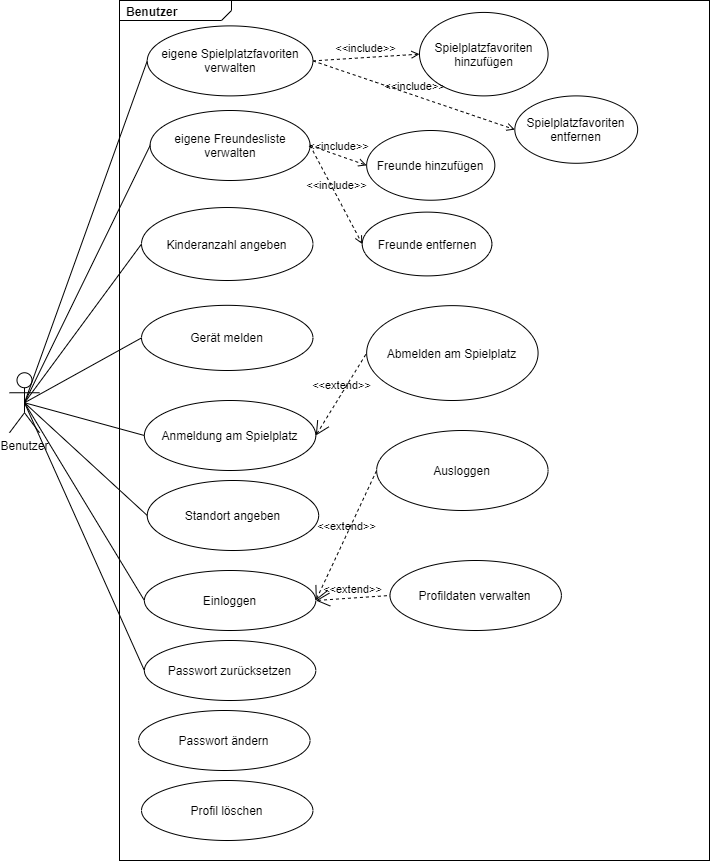 Benutzer
eigene Spielplatzfavoriten
verwalten
<<include>>
Spielplatzfavoriten
hinzufügen
<<include>>
Spielplatzfavoriten
entfernen
eigene Freundesliste
verwalten
<<include>>
Freunde hinzufügen
<<include>>
Freunde entfernen
Kinderanzahl angeben
Gerät melden
Abmelden am Spielplatz
<<extend>>
Anmeldung am Spielplatz
Benutzer
Ausloggen
Standort angeben
<<extend>>
Einloggen
<<extend>>
Profildaten verwalten
Passwort zurücksetzen
Passwort ändern
Profil löschen